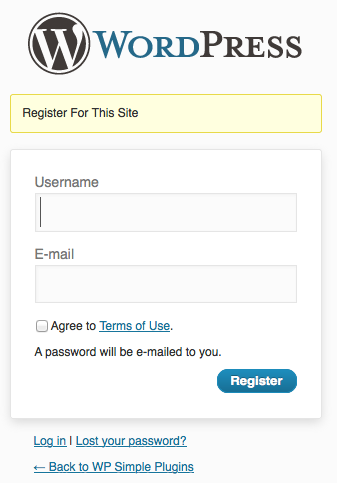 WORDPRESS
Register For This Site
Username
E-mail
Agree to Terms of Use.
A password will be e-mailed to you.
Register
Log in | Lost your password?
← Back to WP Simple Plugins